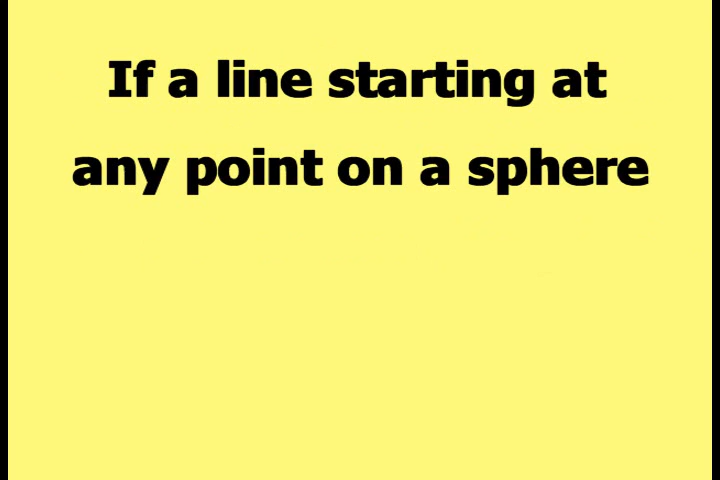 If a line starting at
any point on a sphere